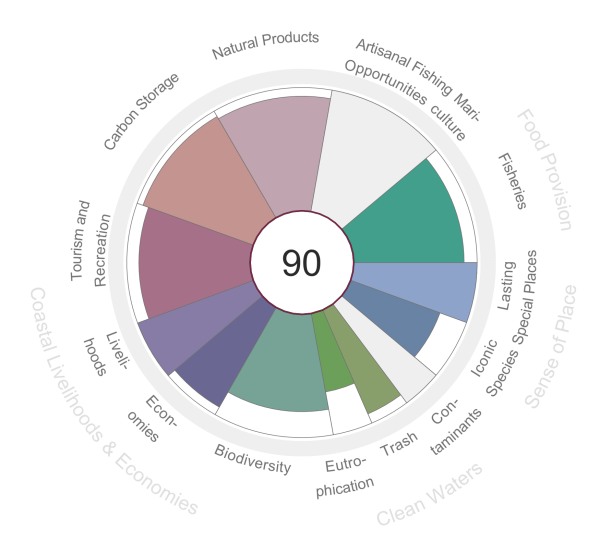 Natural Products
Artisanal Fishing
Opportunities
Mari-
culture
Carbon Storage
Food Provision
Fisheries
Tourism and
Recreation
90
Lasting
Special Places
Iconic
Species
Sense of Place
Liveli-
hoods
Coastal Livelihoods & Economies
Econ-
omies
Biodiversity
Eutro-
phication
Trash
Con-
taminants
Clean Waters